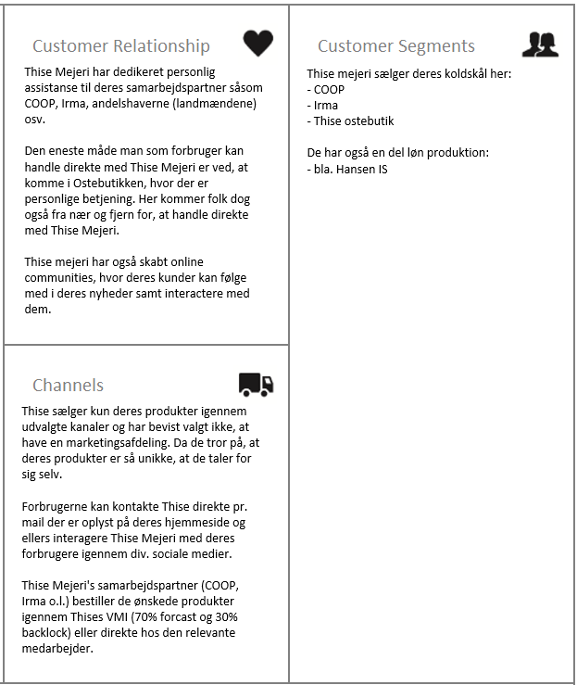 Customer Relationship
Thise Mejeri har dedikeret personlig
assistanse til deres samarbejdspartner såsom
COOP, Irma, andelshaverne (landmændene)
osv.
Den eneste måde man som forbruger kan
handle direkte med Thise Mejeri er ved, at
komme i Ostebutikken, hvor der er
personlige betjening. Her kommer folk dog
også fra nær og fjern for, at handle direkte
med Thise Mejeri.
Thise mejeri har også skabt online
communities, hvor deres kunder kan følge
med i deres nyheder samt interactere med
dem.
Channels
Thise sælger kun deres produkter igennem
udvalgte kanaler og har bevist valgt ikke, at
have en marketingsafdeling. Da de tror på, at
deres produkter er så unikke, at de taler for
sig selv.
Forbrugerne kan kontakte Thise direkte pr.
mail der er oplyst på deres hjemmeside og
ellers interagere Thise Mejeri med deres
forbrugere igennem div. sociale medier.
Thise Mejeri's samarbejdspartner (COOP,
Irma o.l.) bestiller de ønskede produkter
igennem Thises VMI (70% forcast og 30%
backlock) eller direkte hos den relevante
medarbejder.
Customer Segments
Thise mejeri sælger deres koldskål her:
- COOP
- Irma
- Thise ostebutik
De har også en del løn produktion:
- bla. Hansen IS